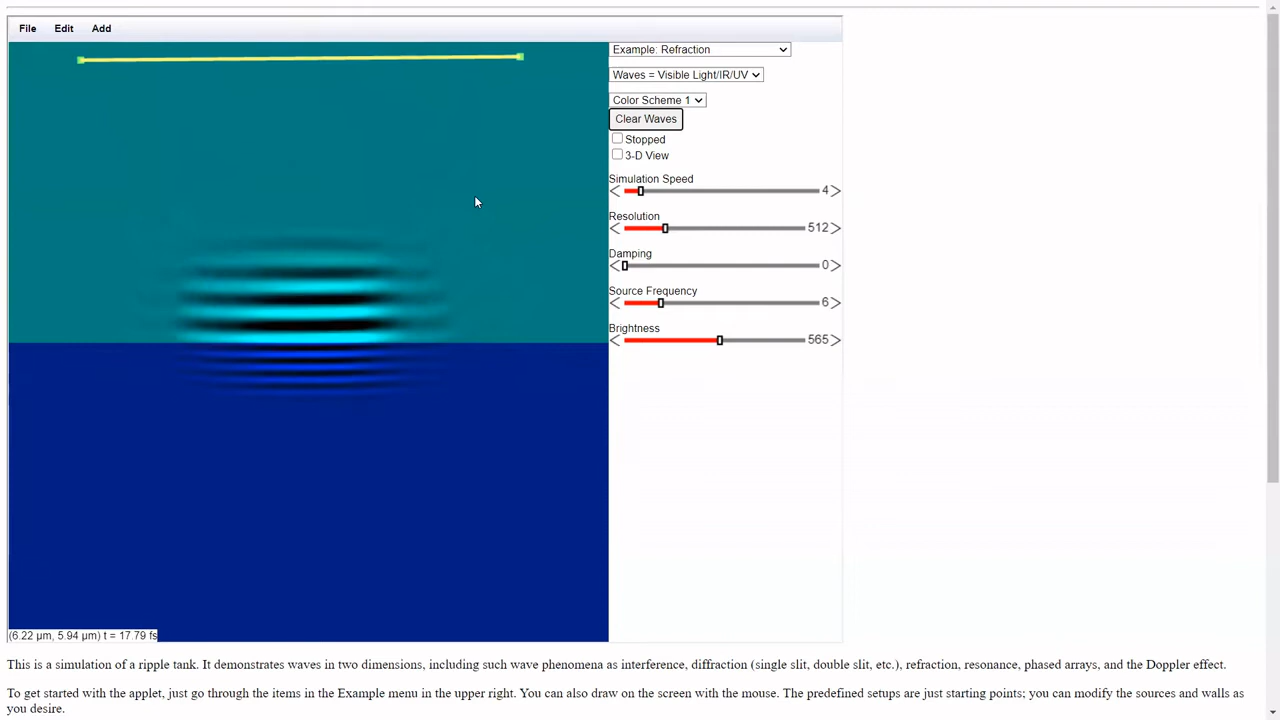 File Edit Add
Example: Refraction
Waves = Visible Light/IR/UV
Color Scheme 1
Clear Waves
Stopped
3-D View
Simulation Speed
4
Resolution
512
Damping
0
Source Frequency
6
Brightness
565
(6.22 μm, 5.94 μm) t = 17.79 fs
This is a simulation of a ripple tank. It demonstrates waves in two dimensions, including such wave phenomena as interference, diffraction (single slit, double slit, etc.), refraction, resonance, phased arrays, and the Doppler effect.
To get started with the applet, just go through the items in the Example menu in the upper right. You can also draw on the screen with the mouse. The predefined setups are just starting points; you can modify the sources and walls as
you desire.